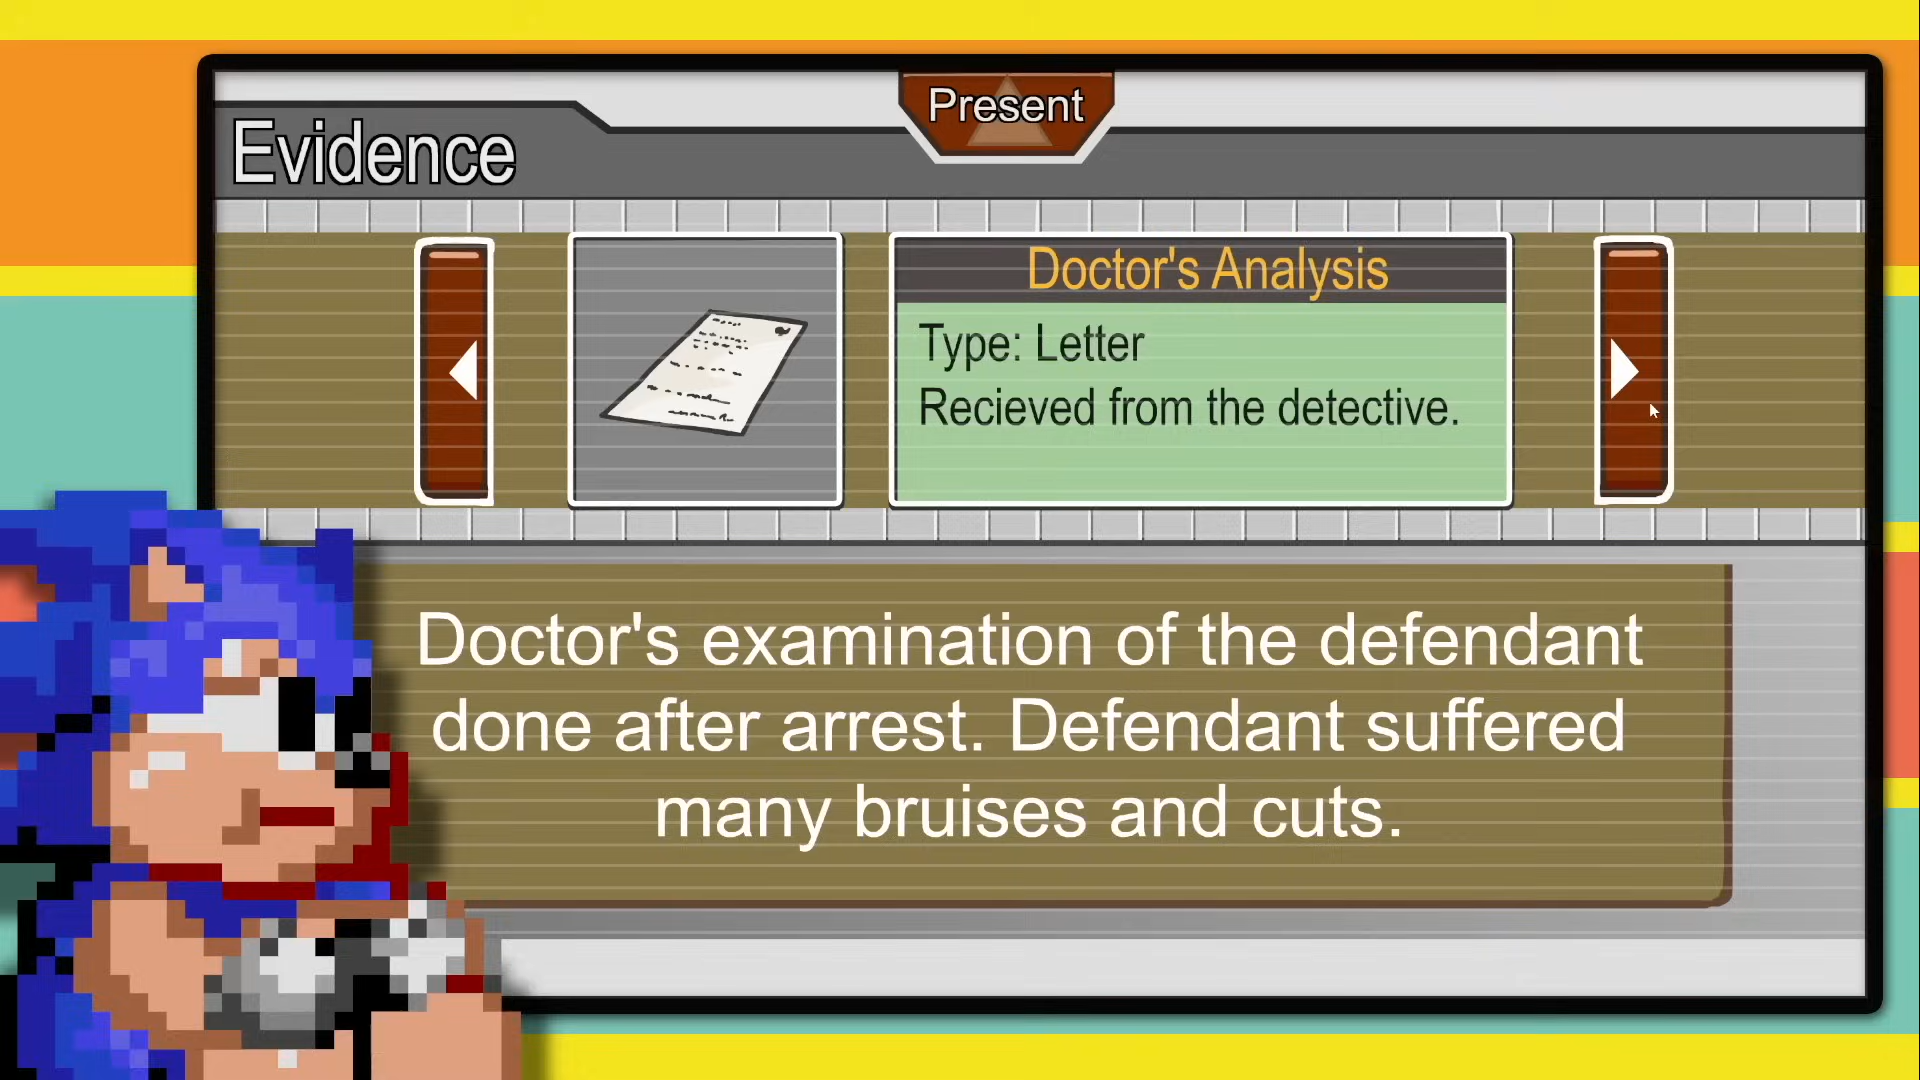 Present
Evidence
Doctor's Analysis
Type: Letter
Recieved from the detective.
Doctor's examination of the defendant
done after arrest. Defendant suffered
many bruises and cuts.